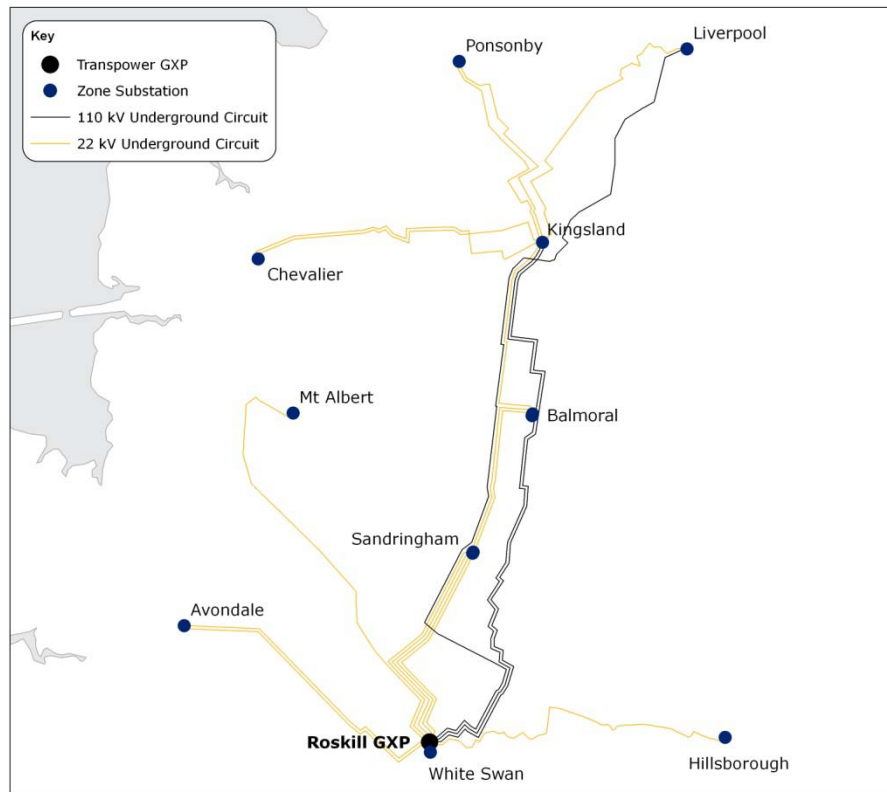 Key
Transpower GXP
Zone Substation
110 kV Underground Circuit
22 kV Underground Circuit
Ponsonby
Liverpool
Kingsland
Chevalier
Mt Albert
Balmoral
Sandringham
Avondale
Roskill GXP
White Swan
Hillsborough